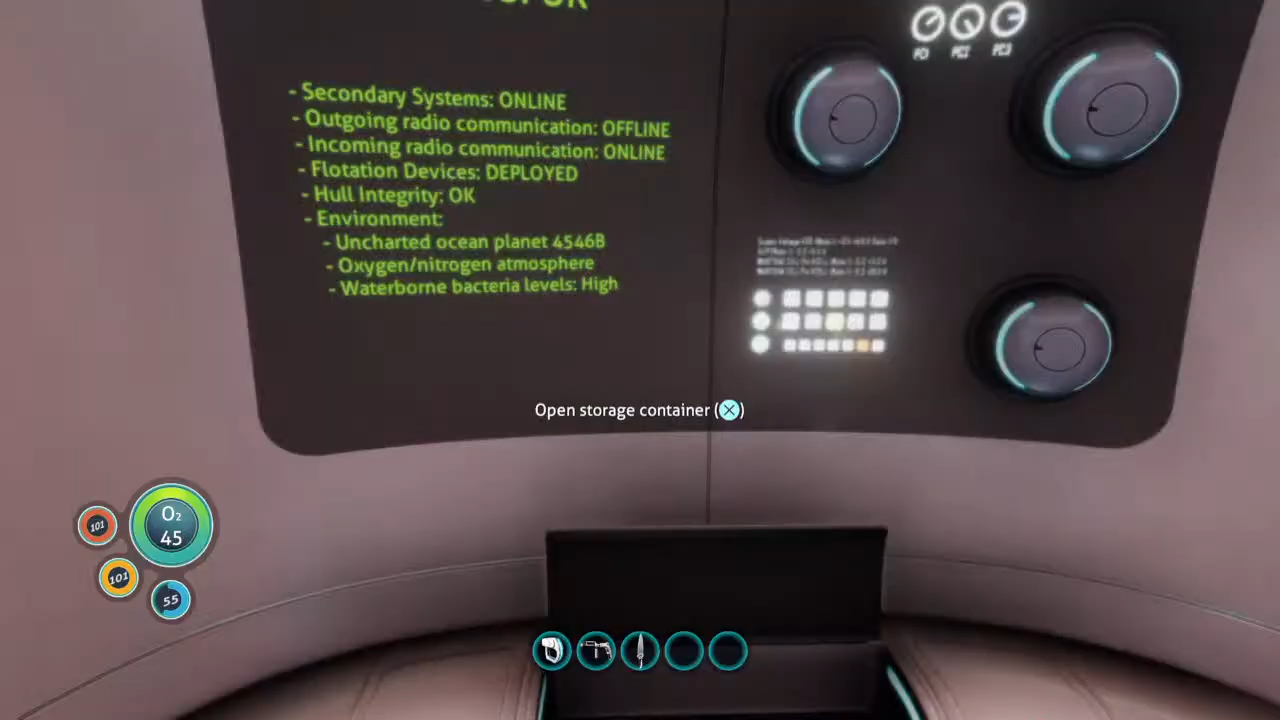 - Secondary Systems: ONLINE
- Outgoing radio communication: OFFLINE
- Incoming radio communication: ONLINE
- Flotation Devices: DEPLOYED
- Hull Integrity: OK
- Environment:
- Uncharted ocean planet 4546B
- Oxygen/nitrogen atmosphere
- Waterborne bacteria levels: High
Open storage container (X)
101
O₂
45
101
55